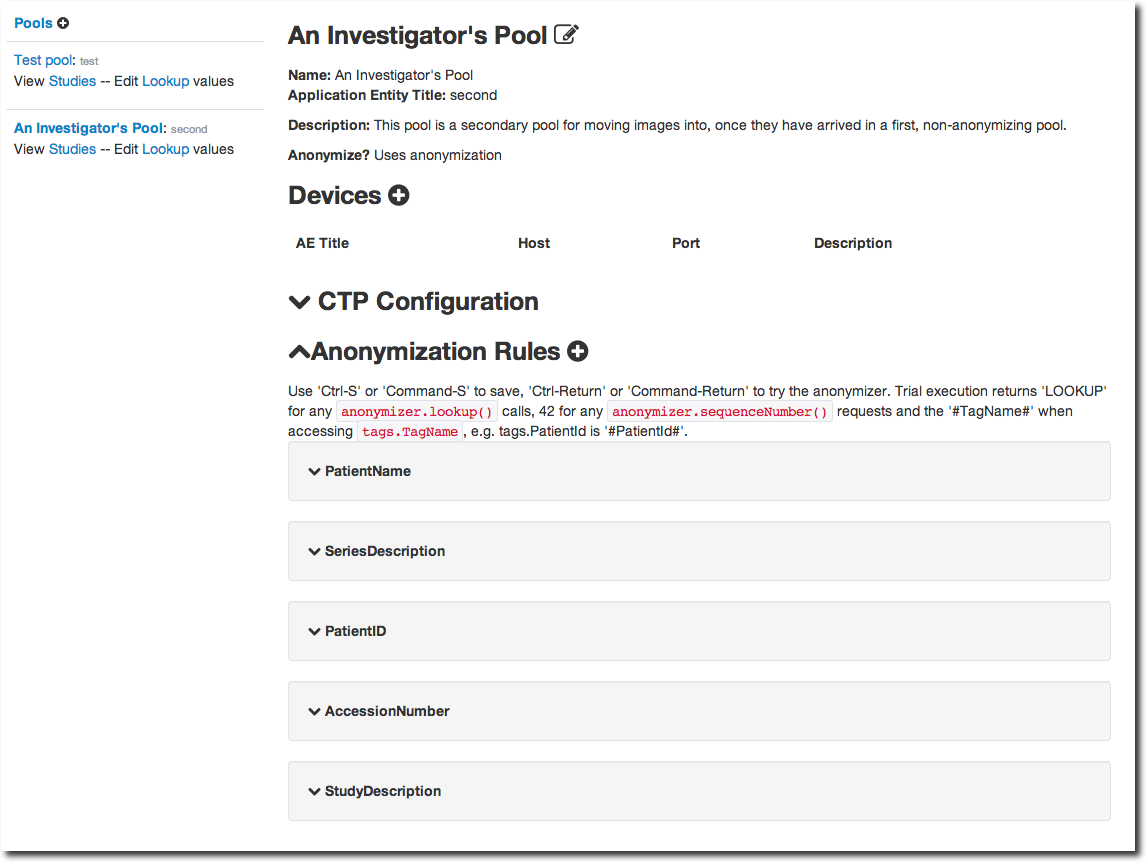 Pools
Test pool: test
View Studies -- Edit Lookup values
An Investigator's Pool: second
View Studies -- Edit Lookup values
An Investigator's Pool
Name: An Investigator's Pool
Application Entity Title: second
Description: This pool is a secondary pool for moving images into, once they have arrived in a first, non-anonymizing pool.
Anonymize? Uses anonymization
Devices
AE Title Host Port Description
CTP Configuration
Anonymization Rules
Use 'Ctrl-S' or 'Command-S' to save, 'Ctrl-Return' or 'Command-Return' to try the anonymizer. Trial execution returns 'LOOKUP'
for any anonymizer.lookup() calls, 42 for any anonymizer.sequenceNumber() requests and the '#TagName#' when
accessing tags.TagName, e.g. tags.PatientId is '#PatientId#'.
PatientName
SeriesDescription
PatientID
AccessionNumber
StudyDescription